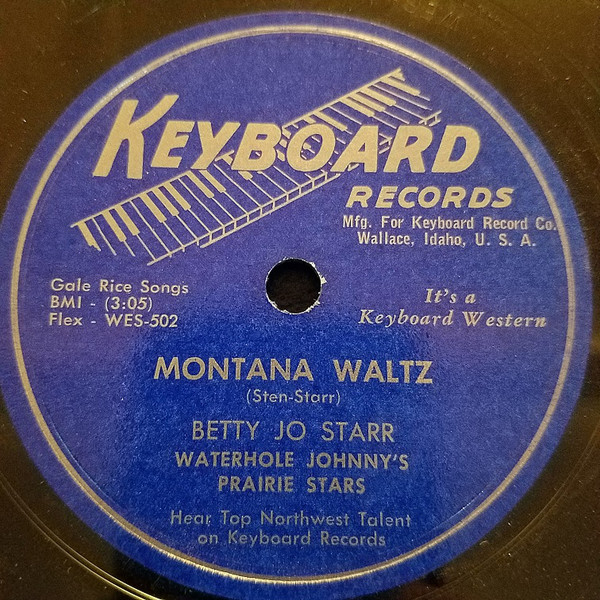 KEYBOARD
RECORDS
Mfg. For Keyboard Record Co.
Wallace, Idaho, U. S. A.
Gale Rice Songs
BMI - (3:05)
Flex - WES-502
It's a
Keyboard Western
MONTANA WALTZ
(Sten-Starr)
BETTY JO STARR
WATERHOLE JOHNNY'S
PRAIRIE STARS
Hear Top Northwest Talent
on Keyboard Records